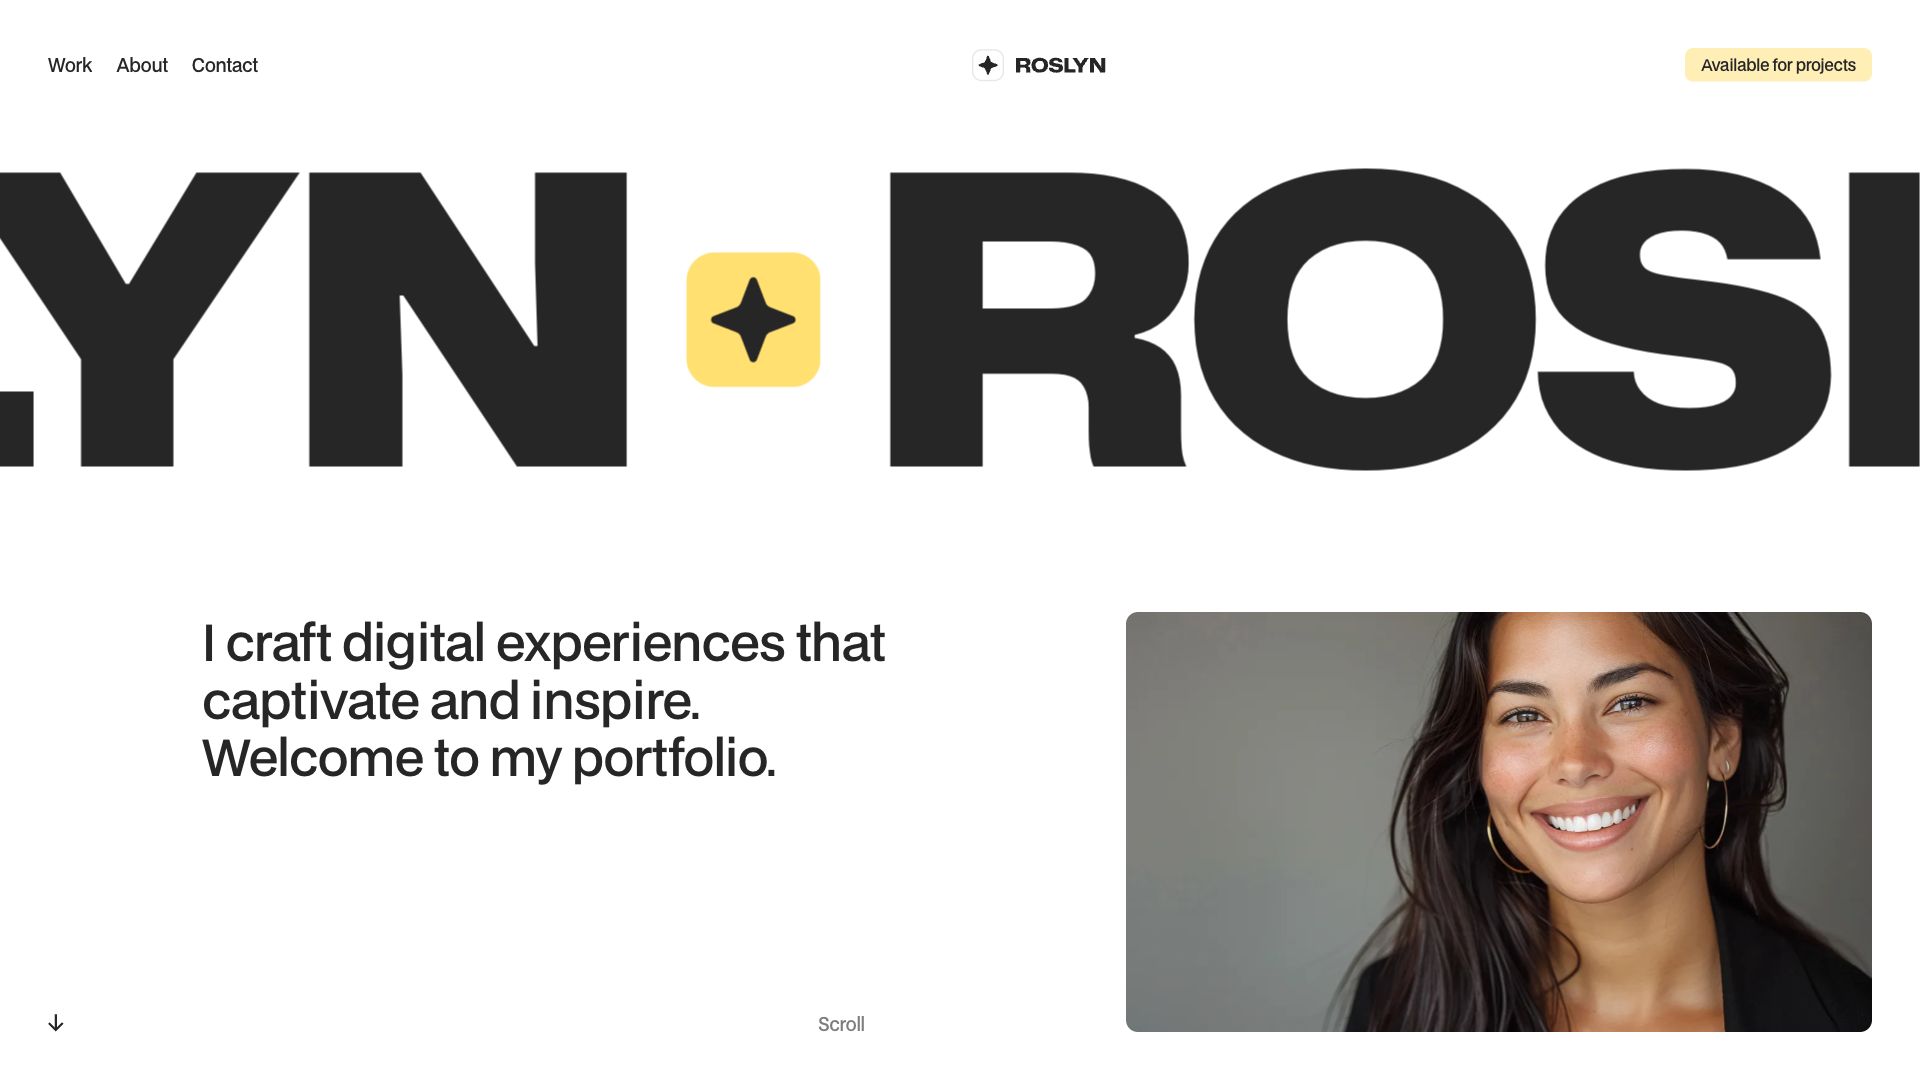 Work About Contact ROSLYN Available for projects
LYN ROSL
I craft digital experiences that
captivate and inspire.
Welcome to my portfolio.
Scroll